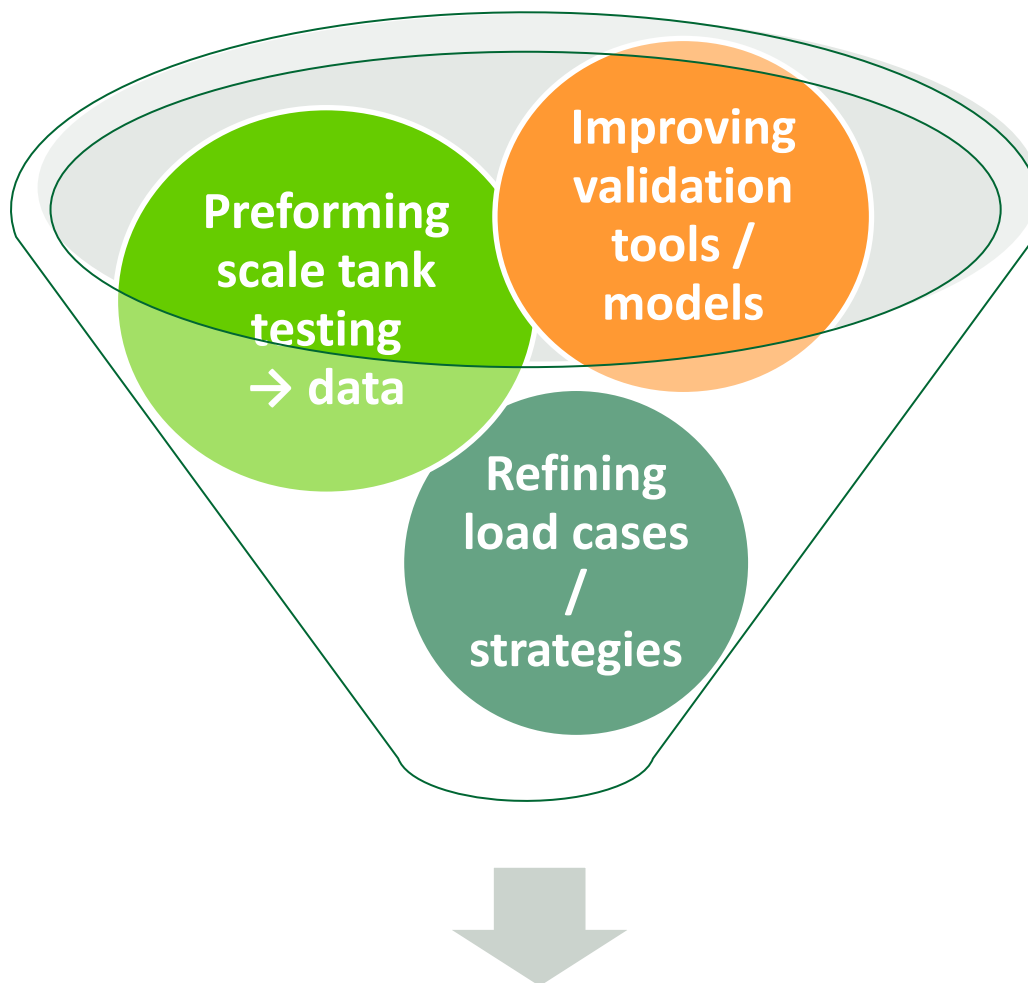 Preforming
scale tank
testing
→ data
Improving
validation
tools /
models
Refining
load cases
/
strategies